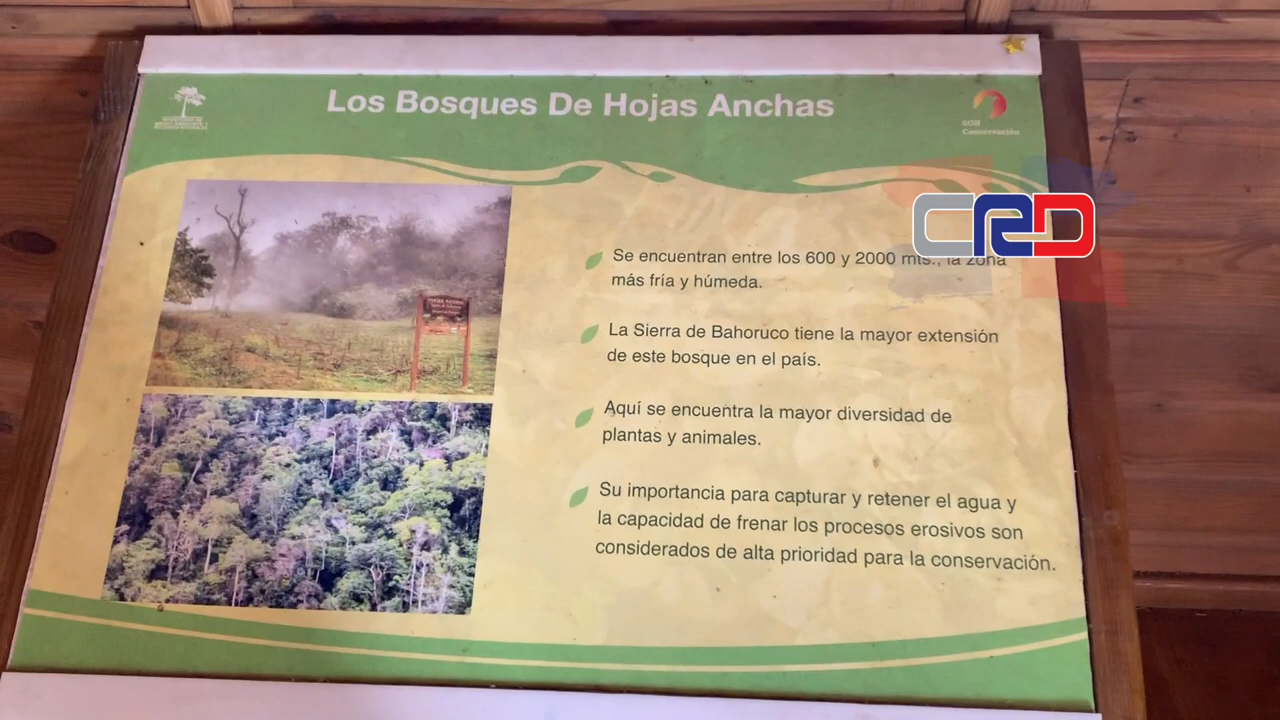 Los Bosques De Hojas Anchas
SOH
Conservación
CRD
Se encuentran entre los 600 y 2000 mts., la zona
más fría y húmeda.
La Sierra de Bahoruco tiene la mayor extensión
de este bosque en el país.
Aquí se encuentra la mayor diversidad de
plantas y animales.
Su importancia para capturar y retener el agua y
la capacidad de frenar los procesos erosivos son
considerados de alta prioridad para la conservación.